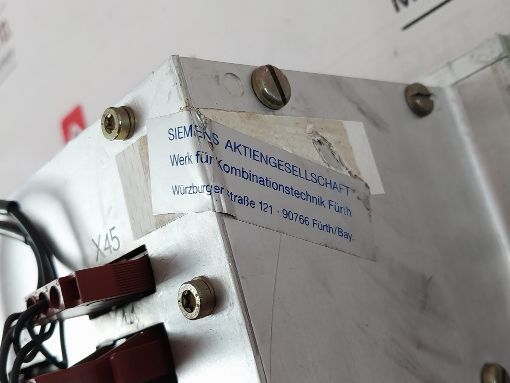 SIEMENS AKTIENGESELLSCHAFT
Werk für Kombinationstechnik Fürth
Würzburger Straße 121 · 90766 Fürth/Bay.
X45